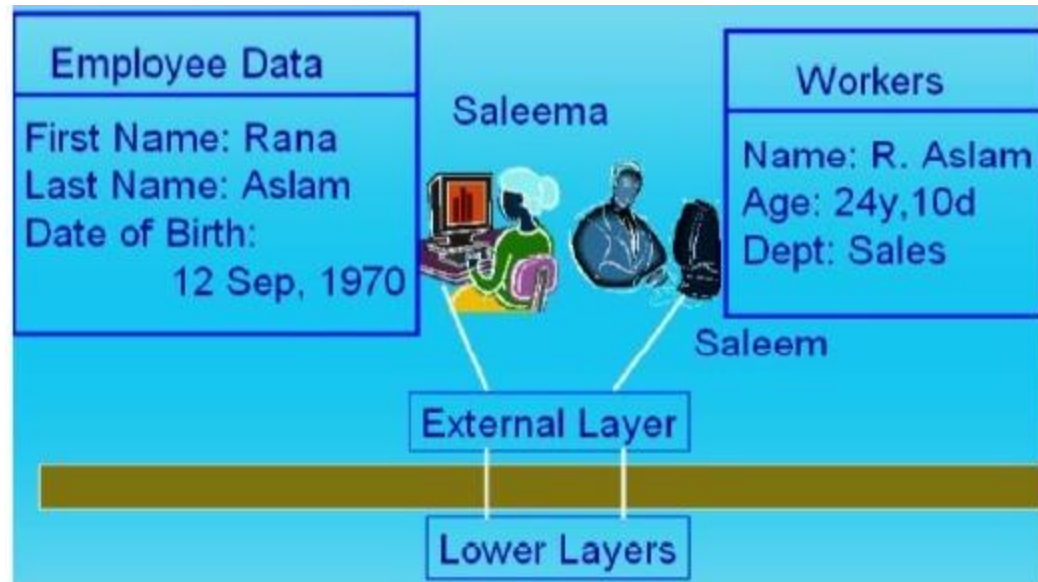 Employee Data
First Name: Rana
Last Name: Aslam
Date of Birth:
12 Sep, 1970
Saleema
Workers
Name: R. Aslam
Age: 24y,10d
Dept: Sales
Saleem
External Layer
Lower Layers